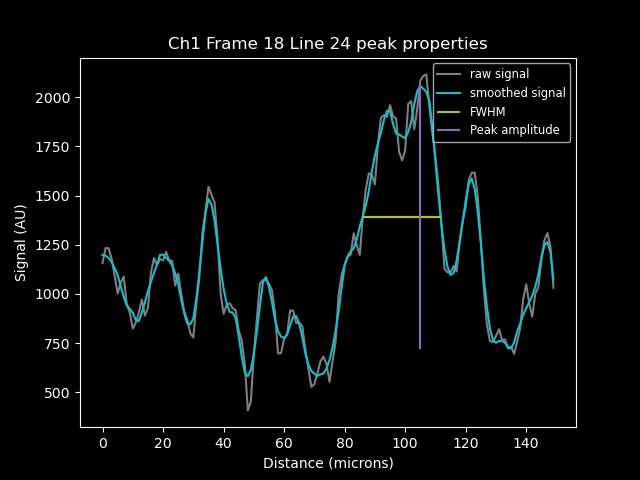 Ch1 Frame 18 Line 24 peak properties
raw signal
smoothed signal
FWHM
Peak amplitude
Signal (AU)
2000
1750
1500
1250
1000
750
500
0 20 40 60 80 100 120 140
Distance (microns)